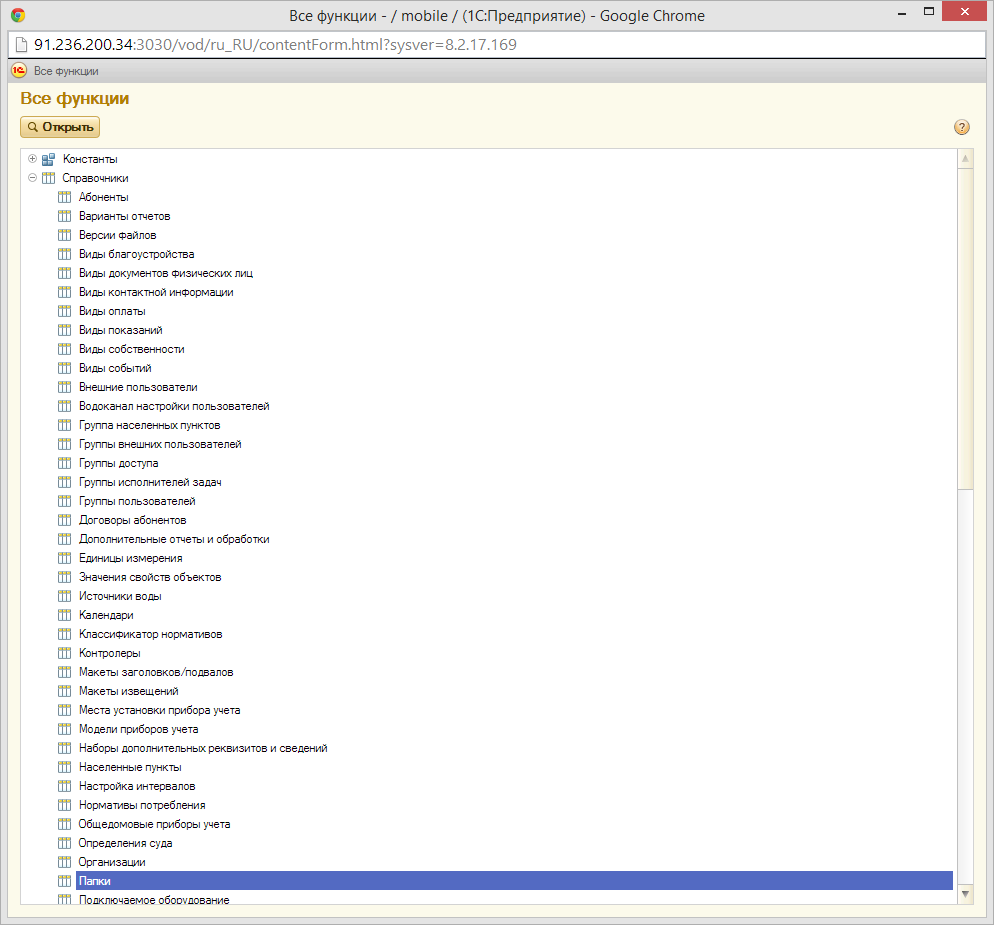 Все функции - / mobile / (1С:Предприятие) - Google Chrome
91.236.200.34:3030/vod/ru_RU/contentForm.html?sysver=8.2.17.169
1С Все функции
Все функции
Открыть
?
Константы
Справочники
Абоненты
Варианты отчетов
Версии файлов
Виды благоустройства
Виды документов физических лиц
Виды контактной информации
Виды оплаты
Виды показаний
Виды собственности
Виды событий
Внешние пользователи
Водоканал настройки пользователей
Группа населенных пунктов
Группы внешних пользователей
Группы доступа
Группы исполнителей задач
Группы пользователей
Договоры абонентов
Дополнительные отчеты и обработки
Единицы измерения
Значения свойств объектов
Источники воды
Календари
Классификатор нормативов
Контролеры
Макеты заголовков/подвалов
Макеты извещений
Места установки прибора учета
Модели приборов учета
Наборы дополнительных реквизитов и сведений
Населенные пункты
Настройка интервалов
Нормативы потребления
Общедомовые приборы учета
Определения суда
Организации
Папки
Подключаемое оборудование